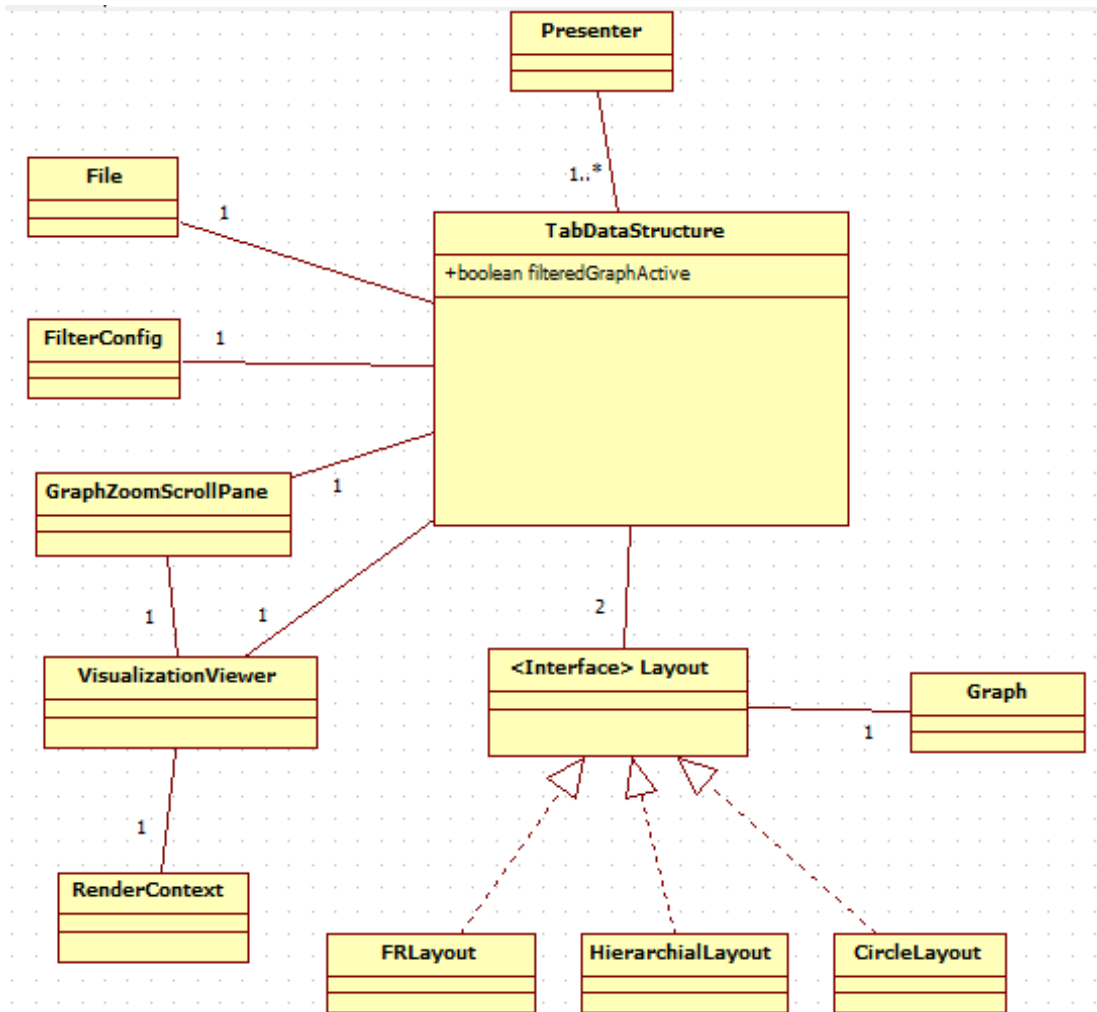 Presenter
1..*
File
1
TabDataStructure
+boolean filteredGraphActive
FilterConfig
1
GraphZoomScrollPane
1
1
1
2
VisualizationViewer
<Interface> Layout
Graph
1
1
RenderContext
FRLayout
HierarchialLayout
CircleLayout